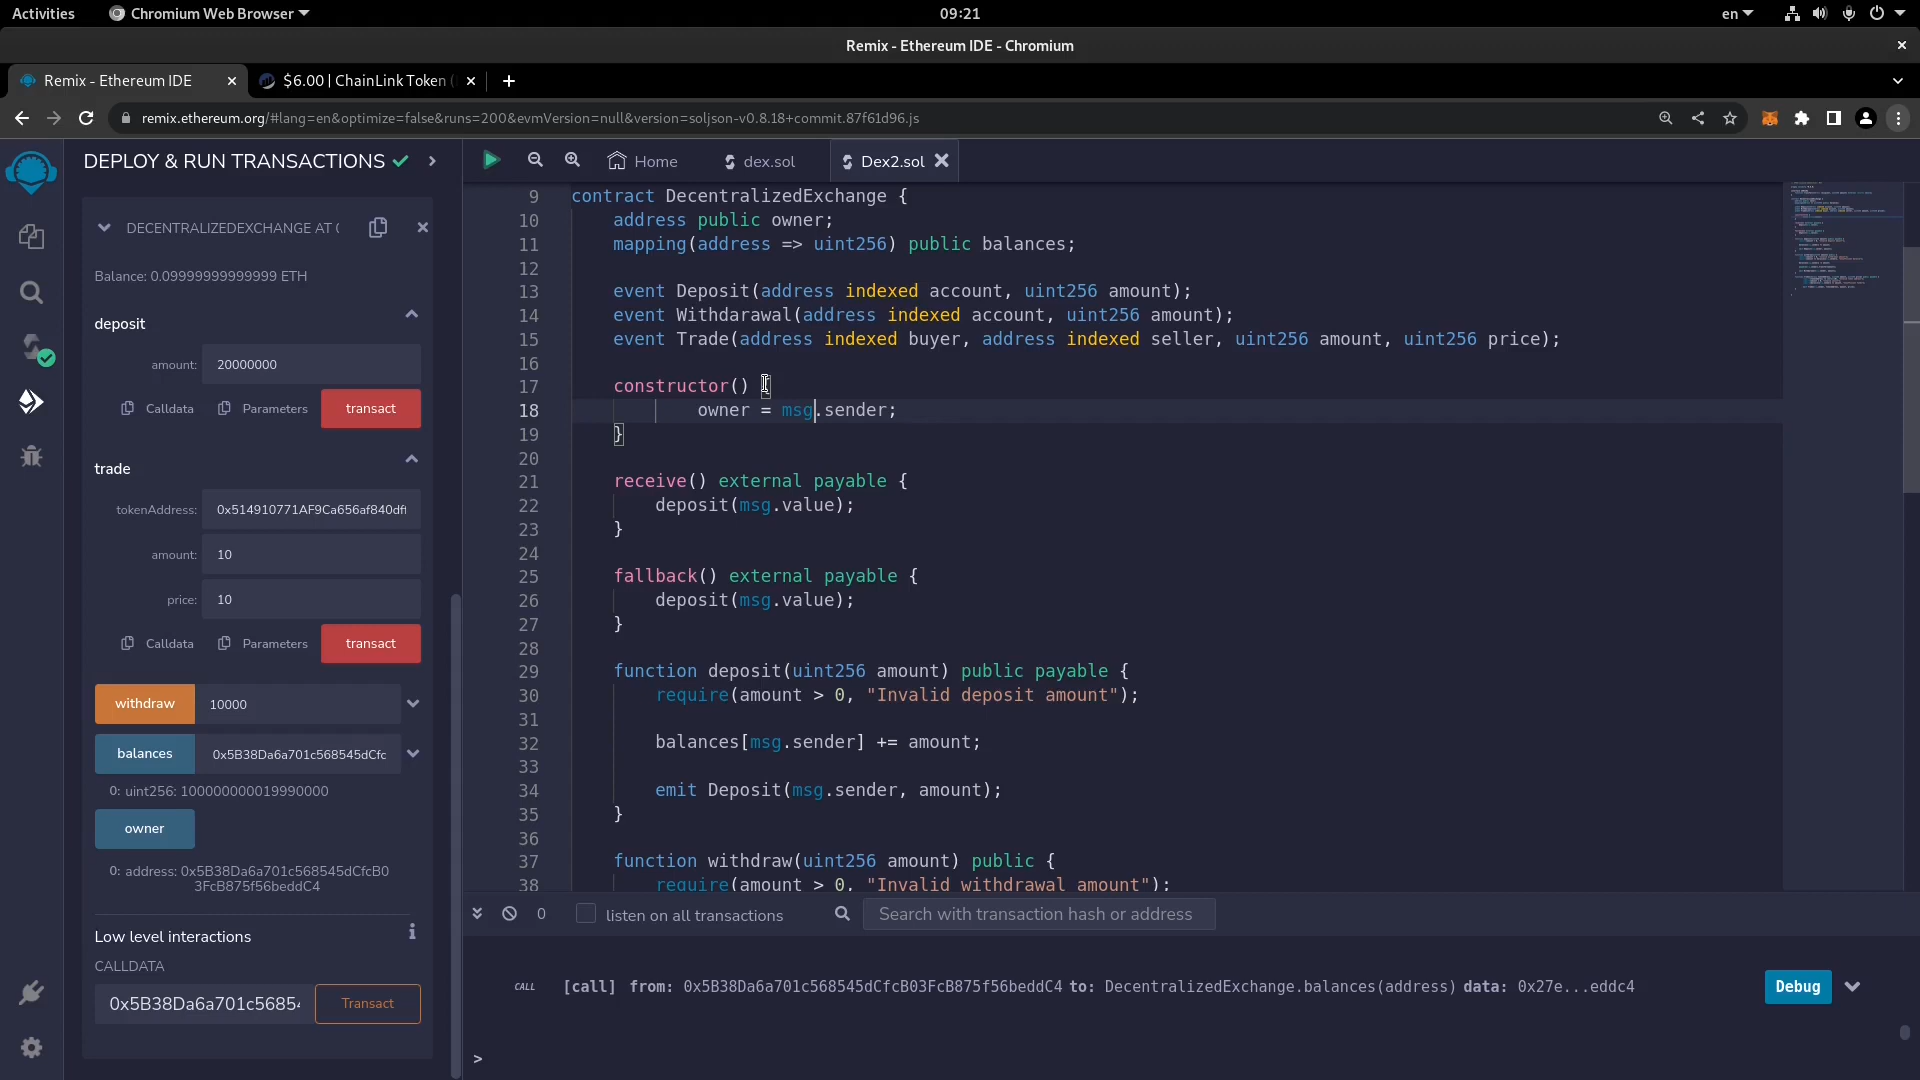 Activities
Chromium Web Browser
09:21
en
Remix - Ethereum IDE - Chromium
Remix - Ethereum IDE
$6.00 | ChainLink Token (
remix.ethereum.org/#lang=en&optimize=false&runs=200&evmVersion=null&version=soljson-v0.8.18+commit.87f61d96.js
DEPLOY & RUN TRANSACTIONS
DECENTRALIZEDEXCHANGE AT (
Balance: 0.09999999999999 ETH
deposit
amount: 20000000
Calldata Parameters transact
trade
tokenAddress: 0x514910771AF9Ca656af840dff
amount: 10
price: 10
Calldata Parameters transact
withdraw 10000
balances 0x5B38Da6a701c568545dCfc
0: uint256: 100000000019990000
owner
0: address: 0x5B38Da6a701c568545dCfcB0
3FcB875f56beddC4
Low level interactions
i
CALLDATA
0x5B38Da6a701c5685 Transact
Home
dex.sol
Dex2.sol
9 contract DecentralizedExchange {
10 address public owner;
11 mapping(address => uint256) public balances;
12
13 event Deposit(address indexed account, uint256 amount);
14 event Withdarawal(address indexed account, uint256 amount);
15 event Trade(address indexed buyer, address indexed seller, uint256 amount, uint256 price);
16
17 constructor() {
18 owner = msg.sender;
19 }
20
21 receive() external payable {
22 deposit(msg.value);
23 }
24
25 fallback() external payable {
26 deposit(msg.value);
27 }
28
29 function deposit(uint256 amount) public payable {
30 require(amount > 0, "Invalid deposit amount");
31
32 balances[msg.sender] += amount;
33
34 emit Deposit(msg.sender, amount);
35 }
36
37 function withdraw(uint256 amount) public {
38 require(amount > 0, "Invalid withdrawal amount");
0
listen on all transactions
Search with transaction hash or address
CALL [call] from: 0x5B38Da6a701c568545dCfcB03FcB875f56beddC4 to: DecentralizedExchange.balances(address) data: 0x27e...eddc4
Debug
>